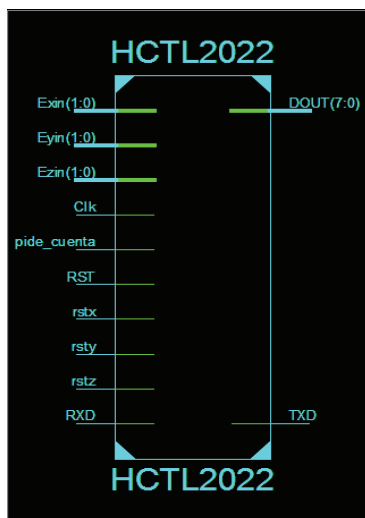 HCTL2022
Exin(1:0)
DOUT(7:0)
Eyin(1:0)
Ezin(1:0)
Clk
pide_cuenta
RST
rstx
rsty
rstz
RXD
TXD
HCTL2022